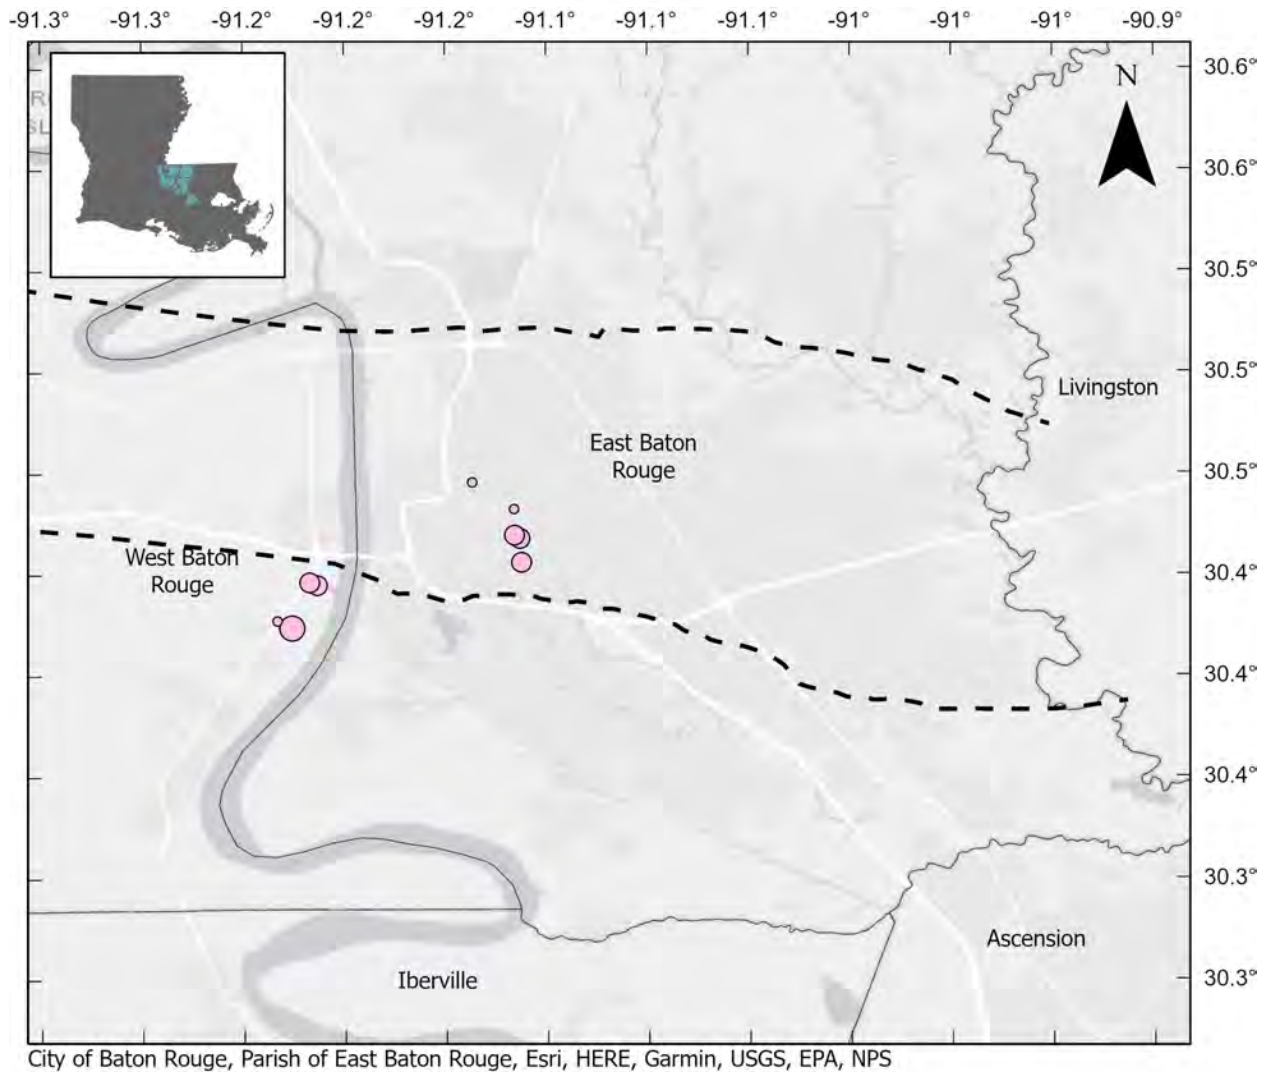 -91.3° -91.3° -91.2° -91.2° -91.2° -91.1° -91.1° -91.1° -91° -91° -91° -90.9°
N
30.6°
30.6°
30.5°
30.5°
Livingston
East Baton
Rouge
30.5°
West Baton
Rouge
30.4°
30.4°
30.4°
30.3°
Ascension
Iberville
30.3°
City of Baton Rouge, Parish of East Baton Rouge, Esri, HERE, Garmin, USGS, EPA, NPS